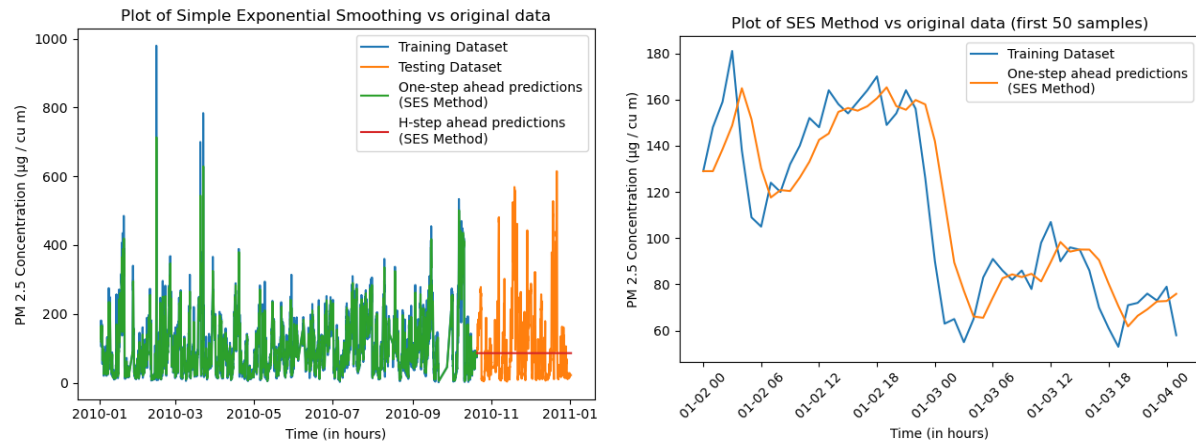 Plot of Simple Exponential Smoothing vs original data
PM 2.5 Concentration (µg / cu m)
1000
800
600
400
200
0
Training Dataset
Testing Dataset
One-step ahead predictions
(SES Method)
H-step ahead predictions
(SES Method)
2010-01 2010-03 2010-05 2010-07 2010-09 2010-11 2011-01
Time (in hours)
Plot of SES Method vs original data (first 50 samples)
PM 2.5 Concentration (µg / cu m)
180
160
140
120
100
80
60
Training Dataset
One-step ahead predictions
(SES Method)
01-02 00 01-02 06 01-02 12 01-02 18 01-03 00 01-03 06 01-03 12 01-03 18 01-04 00
Time (in hours)